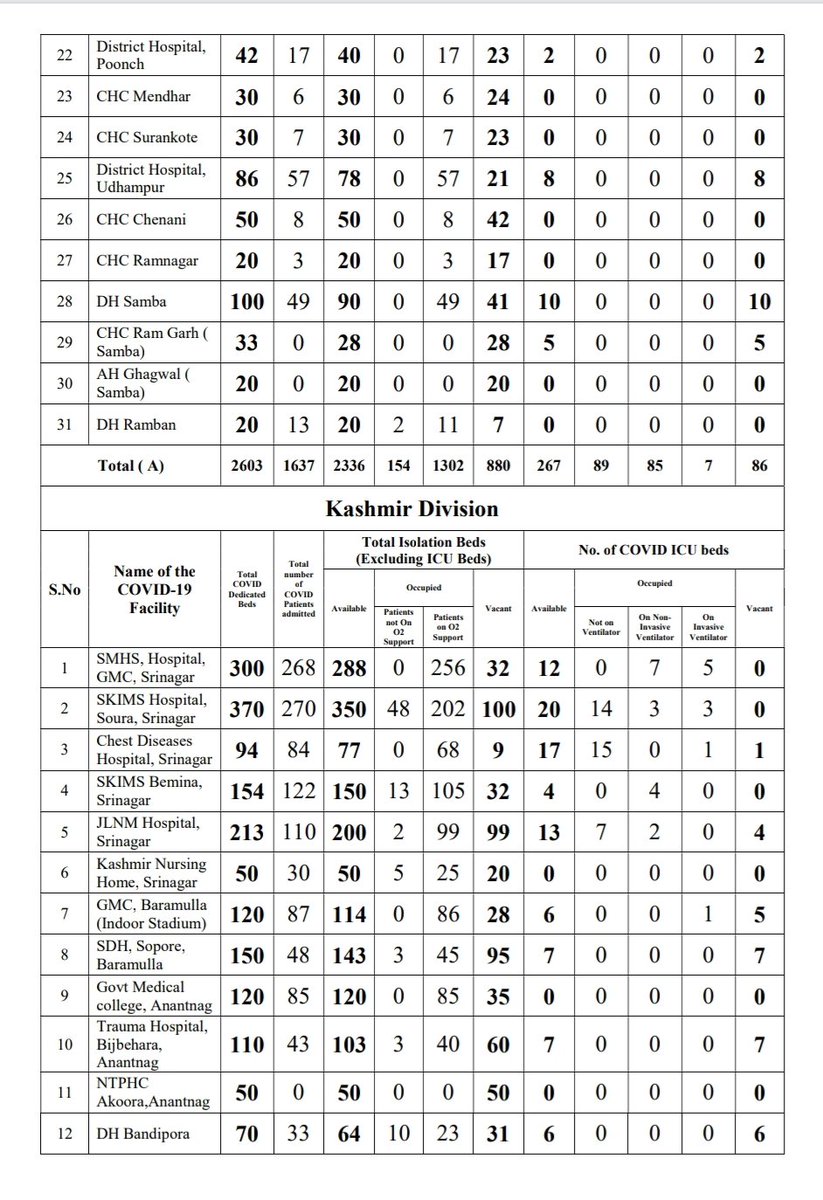 22 District Hospital, Poonch 42 17 40 0 17 23 2 0 0 0 2
23 CHC Mendhar 30 6 30 0 6 24 0 0 0 0 0
24 CHC Surankote 30 7 30 0 7 23 0 0 0 0 0
25 District Hospital, Udhampur 86 57 78 0 57 21 8 0 0 0 8
26 CHC Chenani 50 8 50 0 8 42 0 0 0 0 0
27 CHC Ramnagar 20 3 20 0 3 17 0 0 0 0 0
28 DH Samba 100 49 90 0 49 41 10 0 0 0 10
29 CHC Ram Garh ( Samba) 33 0 28 0 0 28 5 0 0 0 5
30 AH Ghagwal ( Samba) 20 0 20 0 0 20 0 0 0 0 0
31 DH Ramban 20 13 20 2 11 7 0 0 0 0 0
Total ( A) 2603 1637 2336 154 1302 880 267 89 85 7 86
Kashmir Division
S.No
Name of the COVID-19 Facility
Total COVID Dedicated Beds
Total number of COVID Patients admitted
Total Isolation Beds (Excluding ICU Beds)
No. of COVID ICU beds
Available
Occupied
Patients not On O2 Support
Patients on O2 Support
Vacant
Available
Occupied
Not on Ventilator
On Non-Invasive Ventilator
On Invasive Ventilator
Vacant
1 SMHS, Hospital, GMC, Srinagar 300 268 288 0 256 32 12 0 7 5 0
2 SKIMS Hospital, Soura, Srinagar 370 270 350 48 202 100 20 14 3 3 0
3 Chest Diseases Hospital, Srinagar 94 84 77 0 68 9 17 15 0 1 1
4 SKIMS Bemina, Srinagar 154 122 150 13 105 32 4 0 4 0 0
5 JLNM Hospital, Srinagar 213 110 200 2 99 99 13 7 2 0 4
6 Kashmir Nursing Home, Srinagar 50 30 50 5 25 20 0 0 0 0 0
7 GMC, Baramulla (Indoor Stadium) 120 87 114 0 86 28 6 0 0 1 5
8 SDH, Sopore, Baramulla 150 48 143 3 45 95 7 0 0 0 7
9 Govt Medical college, Anantnag 120 85 120 0 85 35 0 0 0 0 0
10 Trauma Hospital, Bijbehara, Anantnag 110 43 103 3 40 60 7 0 0 0 7
11 NTPHC Akoora,Anantnag 50 0 50 0 0 50 0 0 0 0 0
12 DH Bandipora 70 33 64 10 23 31 6 0 0 0 6